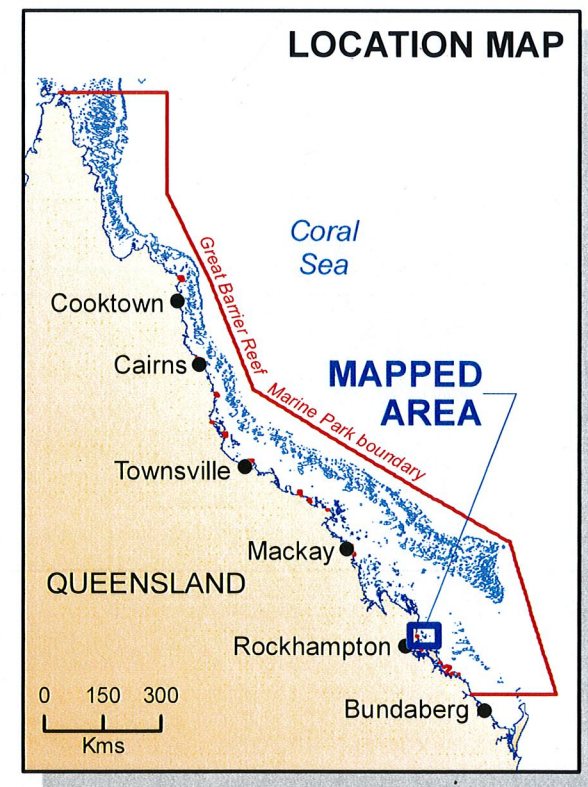 LOCATION MAP
Coral
Sea
Great Barrier Reef
Marine Park boundary
Cooktown
Cairns
MAPPED
AREA
Townsville
Mackay
QUEENSLAND
Rockhampton
0 150 300
Kms
Bundaberg